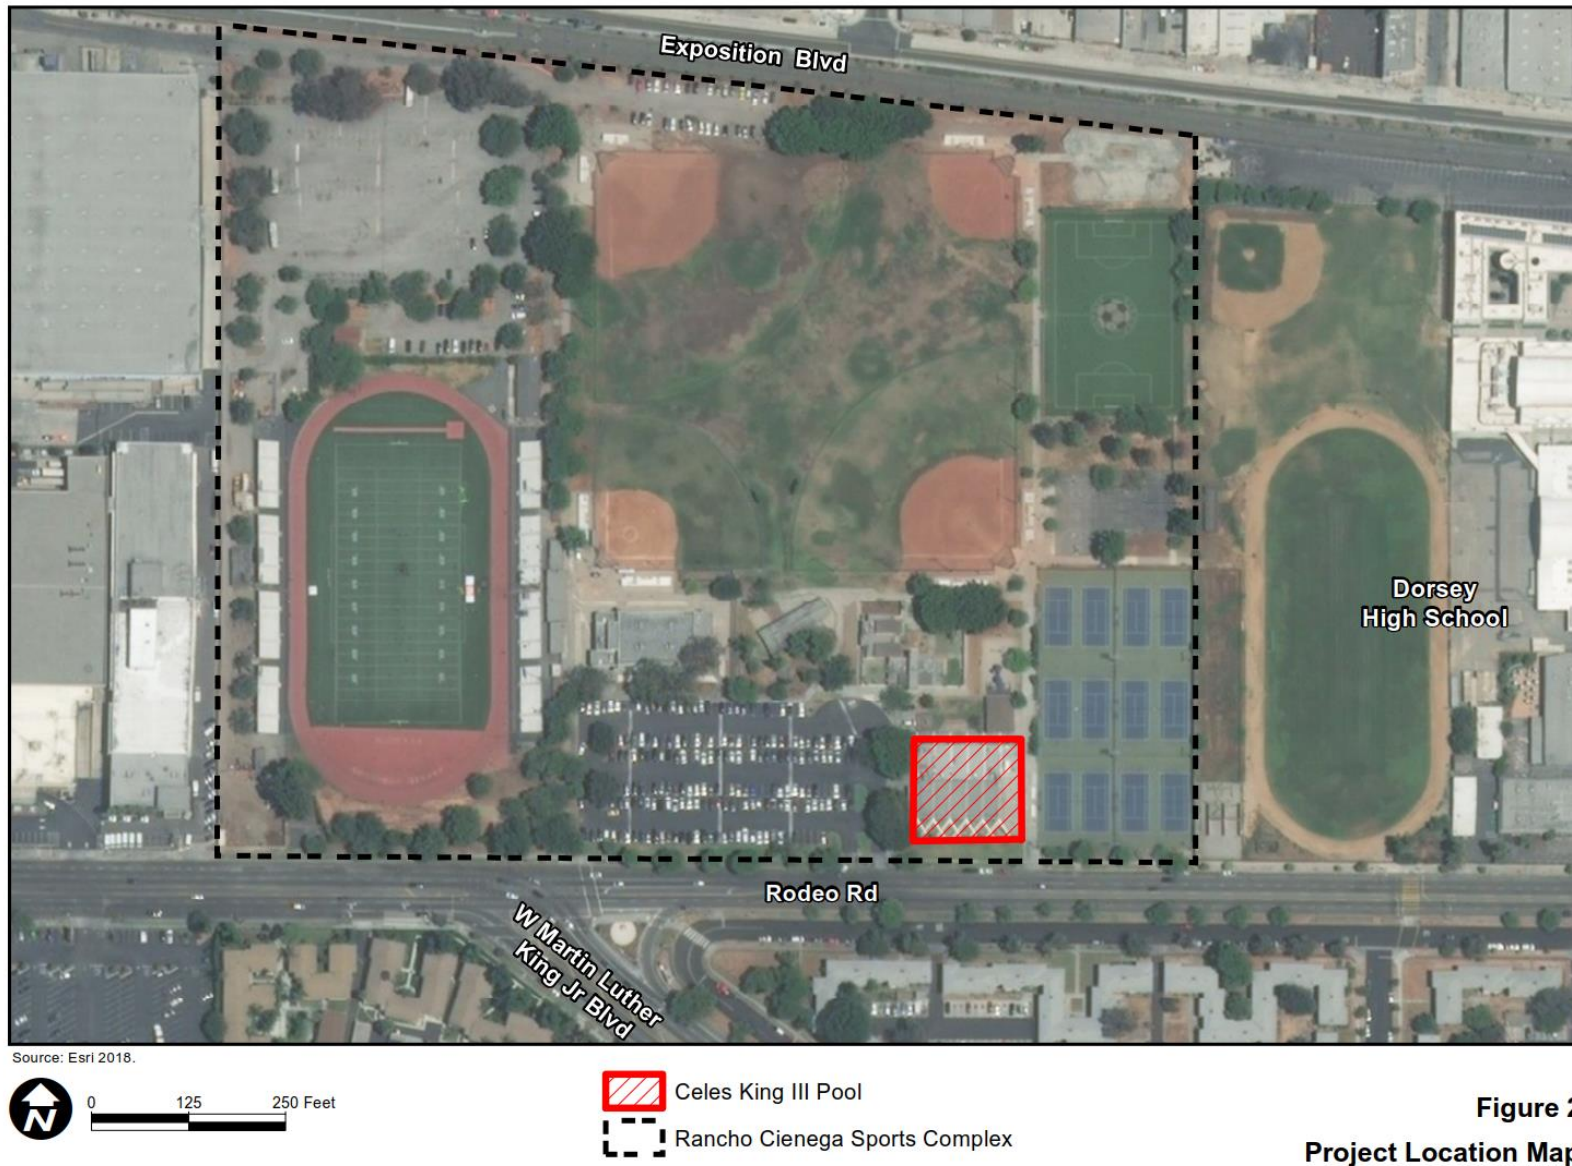 Exposition Blvd
Dorsey
High School
Rodeo Rd
W Martin Luther
King Jr Blvd
Source: Esri 2018.
N
0 125 250 Feet
Celes King III Pool
Rancho Cienega Sports Complex
Figure 2
Project Location Map